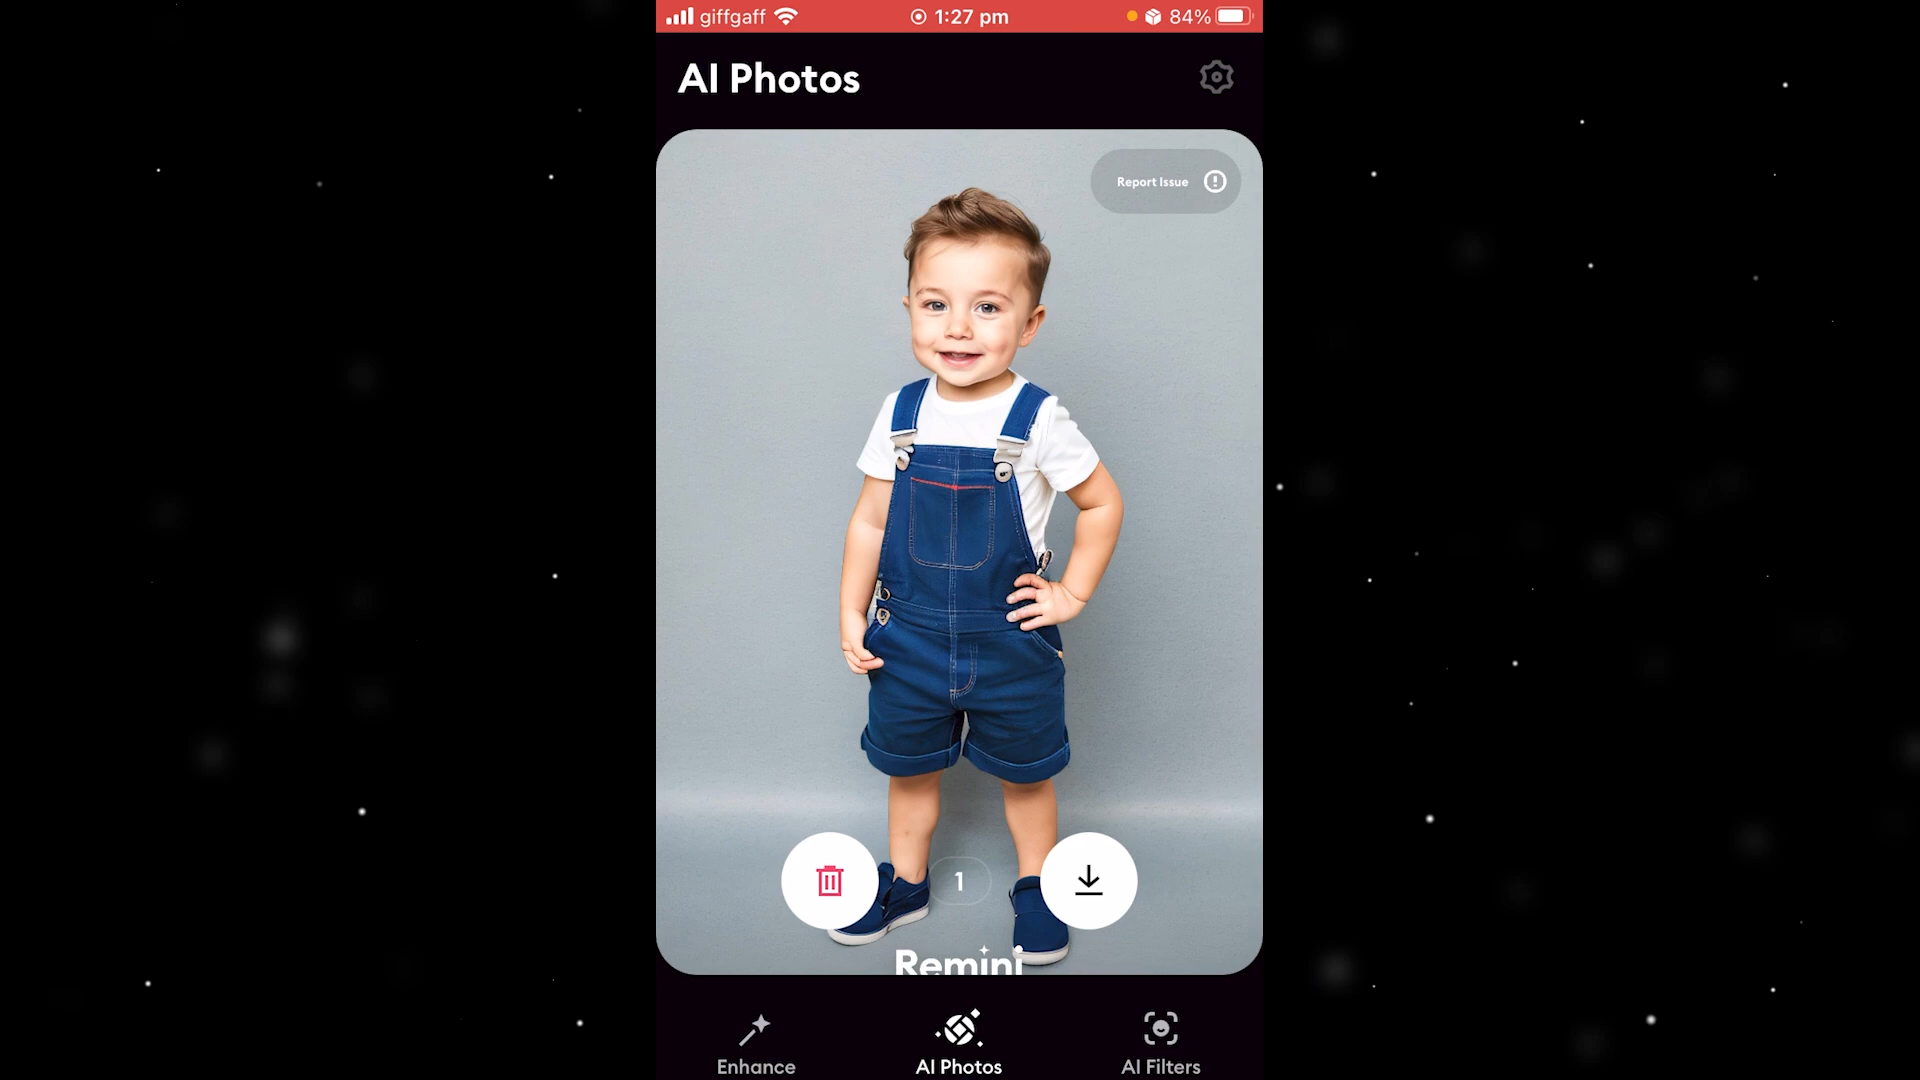 giffgaff 1:27 pm 84%
AI Photos
Report Issue
1
Remini
Enhance AI Photos AI Filters